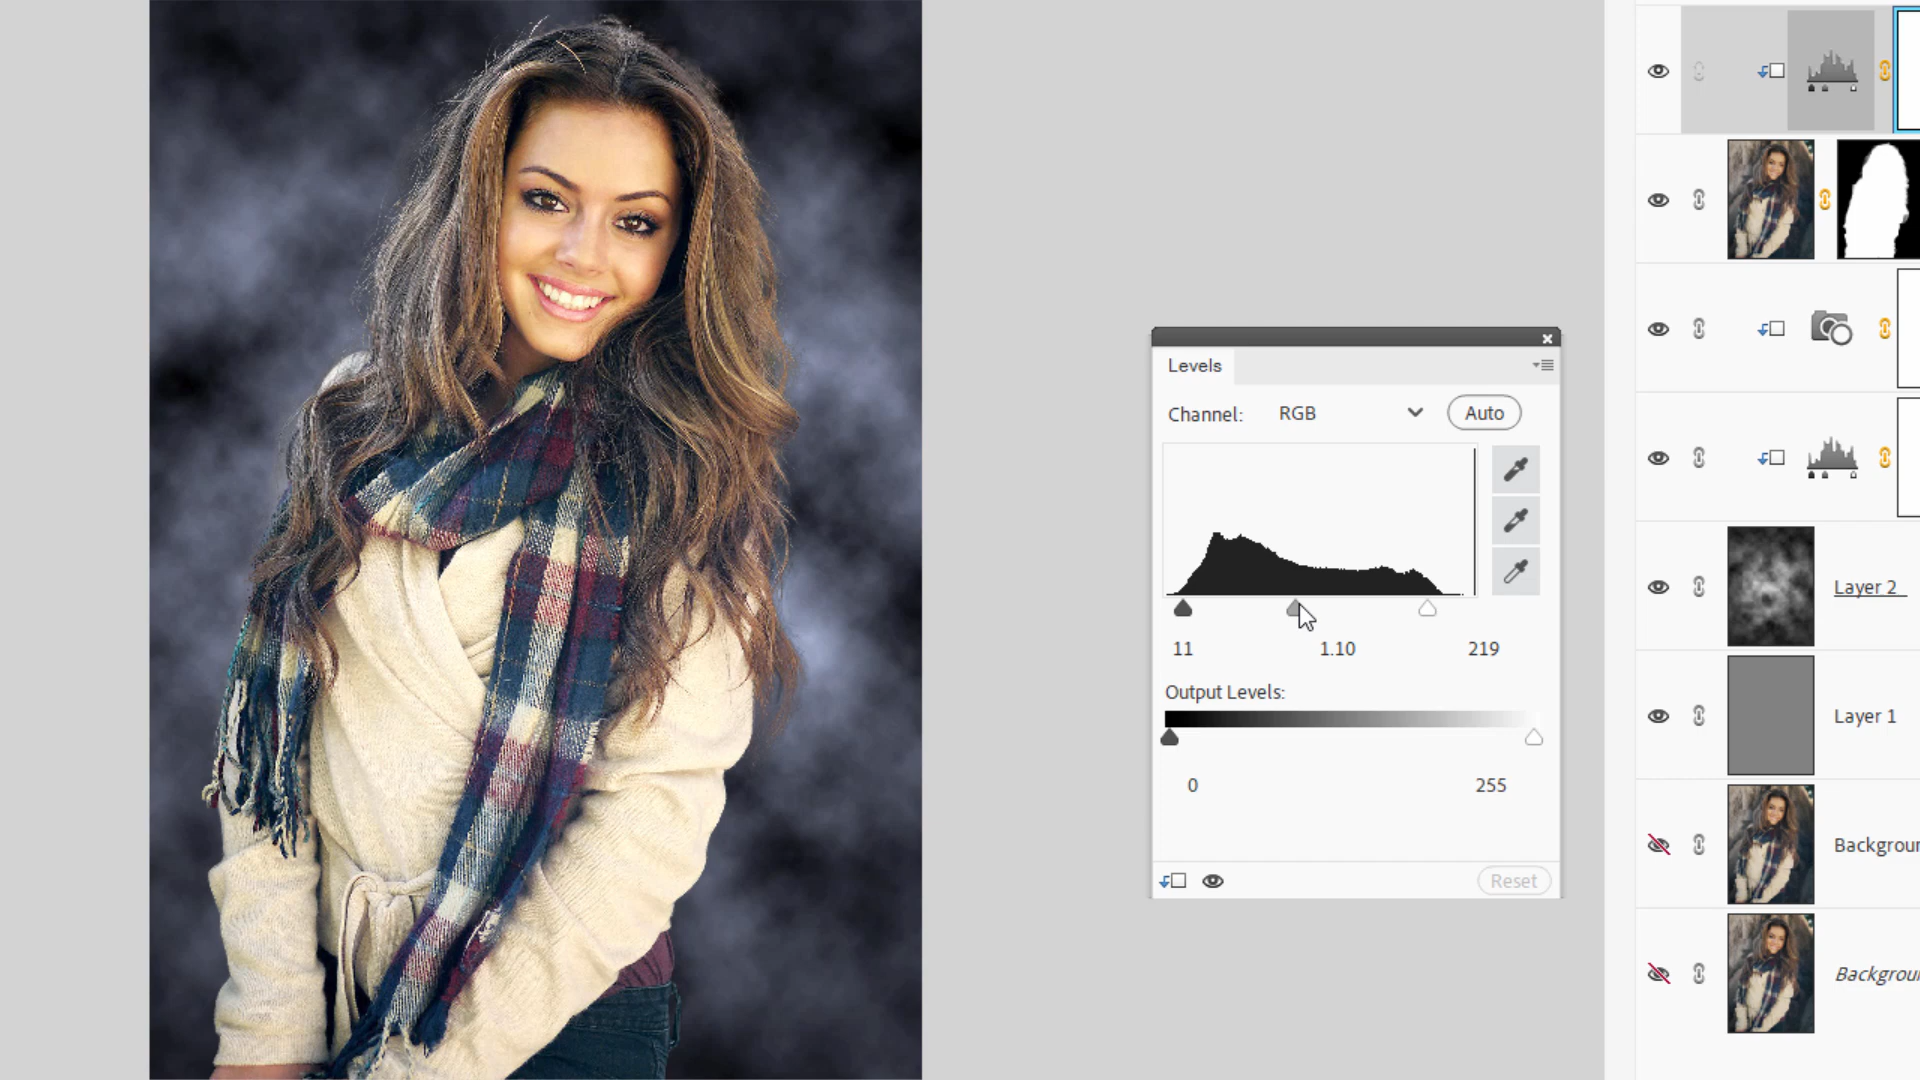 Levels
Channel: RGB Auto
11 1.10 219
Output Levels:
0 255
Reset
Layer 2
Layer 1
Backgroun
Backgroun